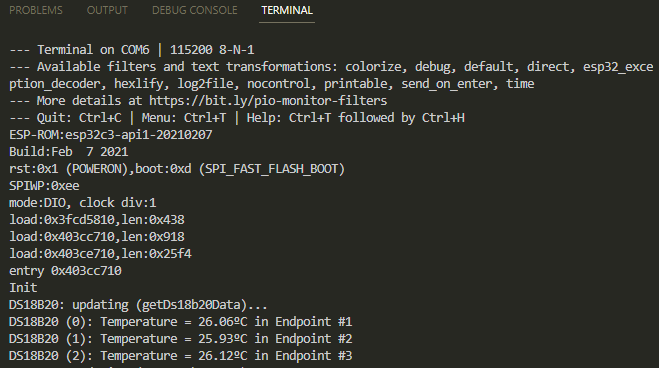 PROBLEMS OUTPUT DEBUG CONSOLE TERMINAL
--- Terminal on COM6 | 115200 8-N-1
--- Available filters and text transformations: colorize, debug, default, direct, esp32_exce
ption_decoder, hexlify, log2file, nocontrol, printable, send_on_enter, time
--- More details at https://bit.ly/pio-monitor-filters
--- Quit: Ctrl+C | Menu: Ctrl+T | Help: Ctrl+T followed by Ctrl+H
ESP-ROM:esp32c3-api1-20210207
Build:Feb  7 2021
rst:0x1 (POWERON),boot:0xd (SPI_FAST_FLASH_BOOT)
SPIWP:0xee
mode:DIO, clock div:1
load:0x3fcd5810,len:0x438
load:0x403cc710,len:0x918
load:0x403ce710,len:0x25f4
entry 0x403cc710
Init
DS18B20: updating (getDs18b20Data)...
DS18B20 (0): Temperature = 26.06ºC in Endpoint #1
DS18B20 (1): Temperature = 25.93ºC in Endpoint #2
DS18B20 (2): Temperature = 26.12ºC in Endpoint #3